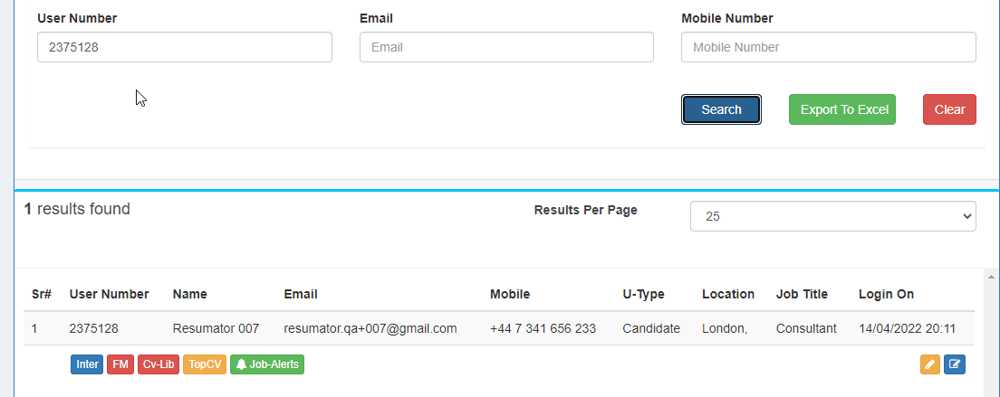 User Number Email Mobile Number
2375128 Email Mobile Number
Search Export To Excel Clear
1 results found Results Per Page 25
Sr# User Number Name Email Mobile U-Type Location Job Title Login On
1 2375128 Resumator 007 resumator.qa+007@gmail.com +44 7 341 656 233 Candidate London, Consultant 14/04/2022 20:11
Inter FM Cv-Lib TopCV Job-Alerts